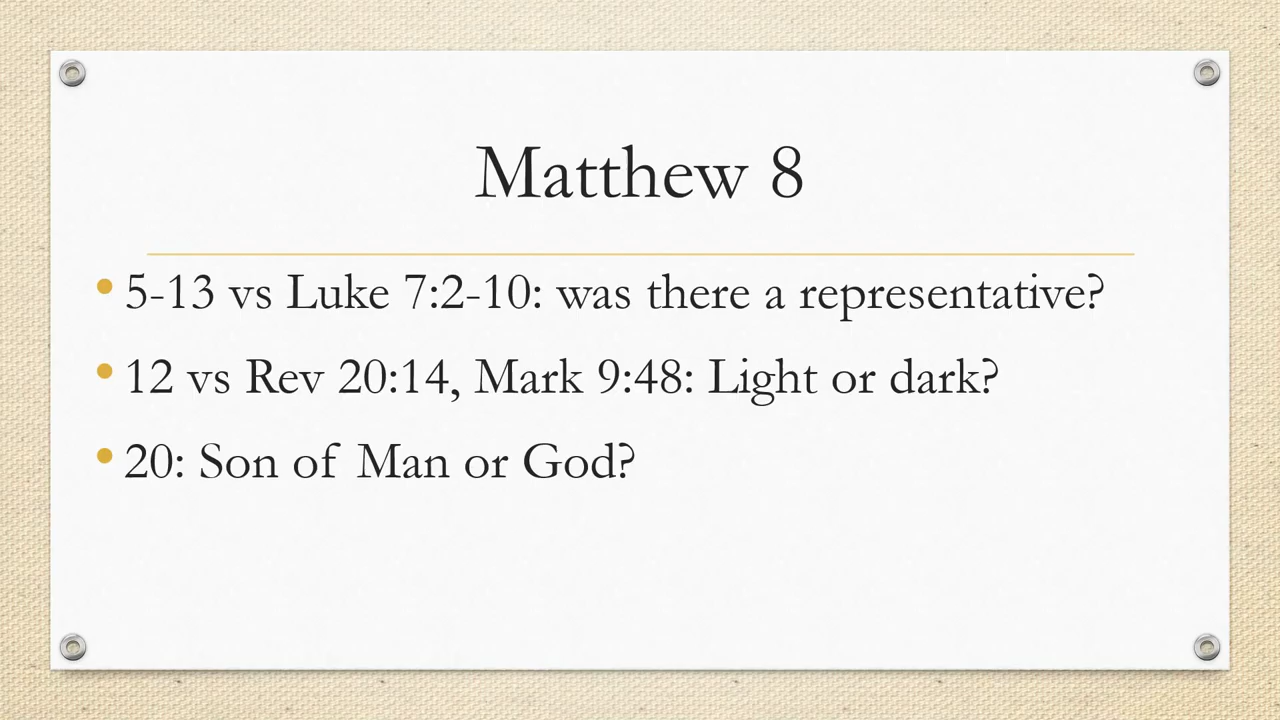 Matthew 8
• 5-13 vs Luke 7:2-10: was there a representative?
• 12 vs Rev 20:14, Mark 9:48: Light or dark?
• 20: Son of Man or God?